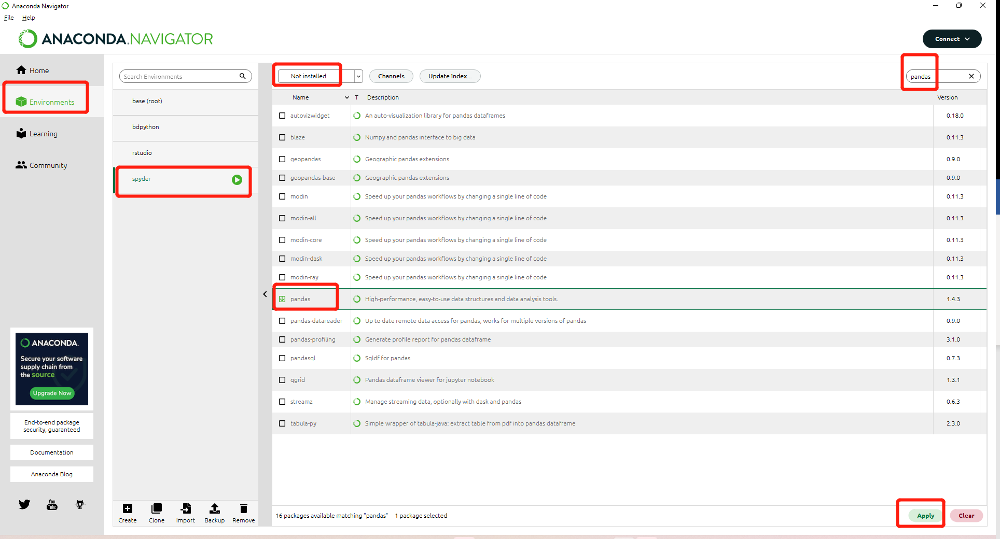 Anaconda Navigator
File Help
ANACONDA.NAVIGATOR
Connect
Home
Environments
Learning
Community
ANACONDA.
Secure your software
supply chain from
the source
Upgrade Now
End-to-end package
security, guaranteed
Documentation
Anaconda Blog
You
Tube
Search Environments
base (root)
bdpython
rstudio
spyder
Create Clone Import Backup Remove
Not installed Channels Update index... pandas
Name T Description Version
autovizwidget An auto-visualization library for pandas dataframes 0.18.0
blaze Numpy and pandas interface to big data 0.11.3
geopandas Geographic pandas extensions 0.9.0
geopandas-base Geographic pandas extensions 0.9.0
modin Speed up your pandas workflows by changing a single line of code 0.11.3
modin-all Speed up your pandas workflows by changing a single line of code 0.11.3
modin-core Speed up your pandas workflows by changing a single line of code 0.11.3
modin-dask Speed up your pandas workflows by changing a single line of code 0.11.3
modin-ray Speed up your pandas workflows by changing a single line of code 0.11.3
pandas High-performance, easy-to-use data structures and data analysis tools. 1.4.3
pandas-datareader Up to date remote data access for pandas, works for multiple versions of pandas 0.9.0
pandas-profiling Generate profile report for pandas dataframe 3.1.0
pandasql Sqldf for pandas 0.7.3
qgrid Pandas dataframe viewer for jupyter notebook 1.3.1
streamz Manage streaming data, optionally with dask and pandas 0.6.3
tabula-py Simple wrapper of tabula-java: extract table from pdf into pandas dataframe 2.3.0
16 packages available matching "pandas" 1 package selected
Apply Clear